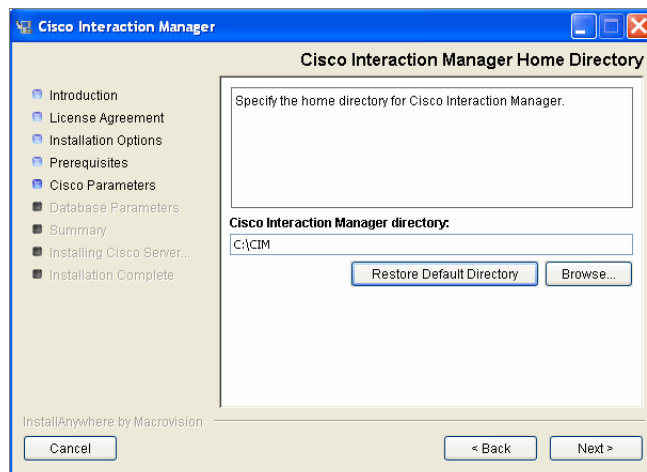 Cisco Interaction Manager
Cisco Interaction Manager Home Directory
Introduction
License Agreement
Installation Options
Prerequisites
Cisco Parameters
Database Parameters
Summary
Installing Cisco Server...
Installation Complete
Specify the home directory for Cisco Interaction Manager.
Cisco Interaction Manager directory:
C:\CIM
Restore Default Directory
Browse...
InstallAnywhere by Macrovision
Cancel
< Back
Next >